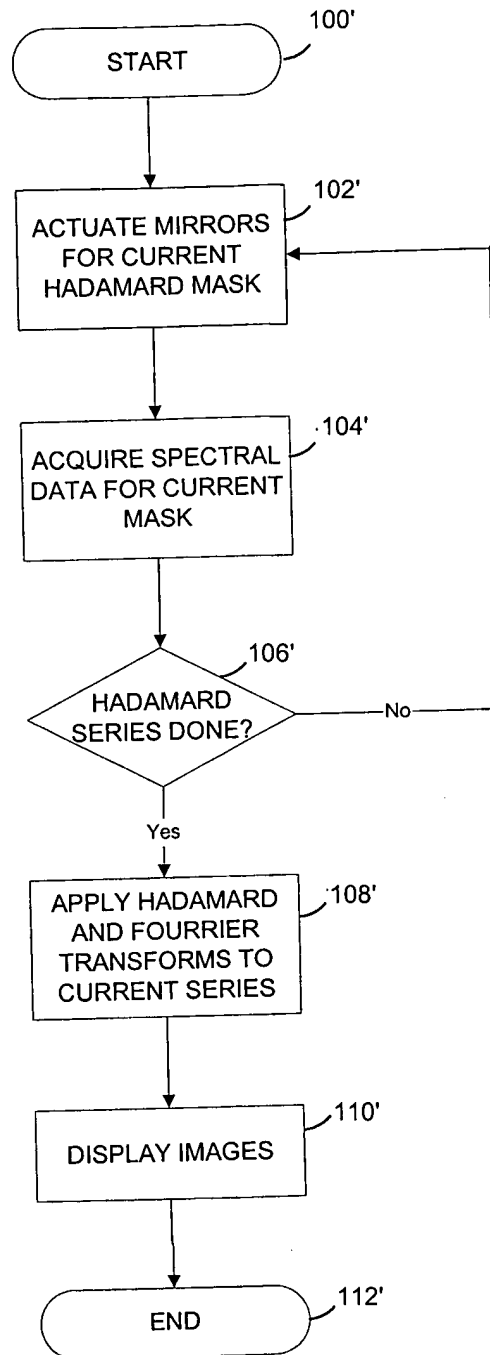 100'
START
102'
ACTUATE MIRRORS
FOR CURRENT
HADAMARD MASK
104'
ACQUIRE SPECTRAL
DATA FOR CURRENT
MASK
106'
HADAMARD
SERIES DONE?
No
Yes
108'
APPLY HADAMARD
AND FOURRIER
TRANSFORMS TO
CURRENT SERIES
110'
DISPLAY IMAGES
112'
END